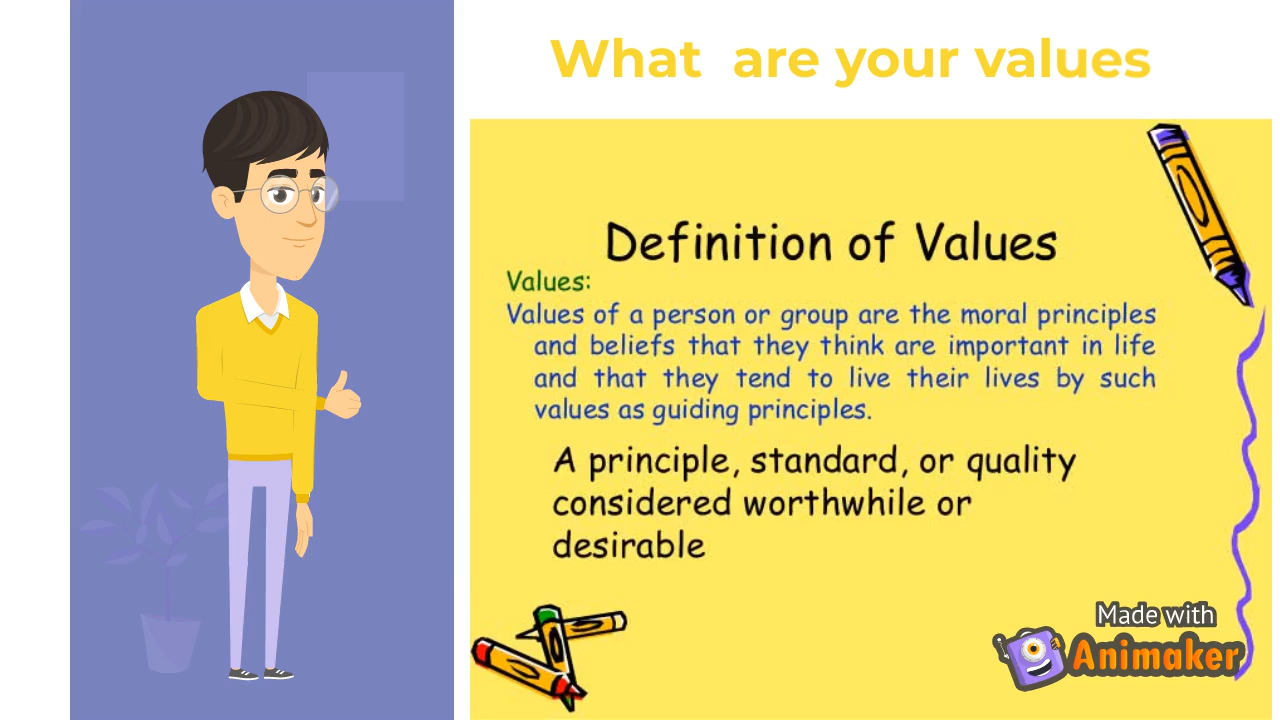 What are your values
Definition of Values
Values:
Values of a person or group are the moral principles
and beliefs that they think are important in life
and that they tend to live their lives by such
values as guiding principles.
A principle, standard, or quality
considered worthwhile or
desirable
Made with
Animaker